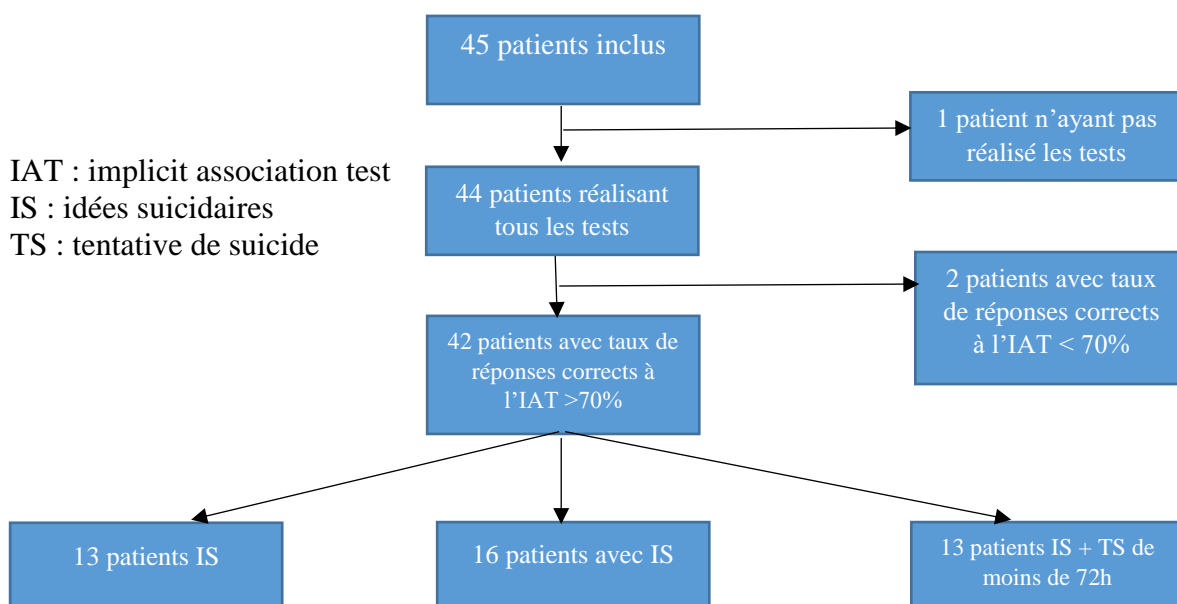 45 patients inclus
1 patient n'ayant pas
réalisé les tests
IAT : implicit association test
IS : idées suicidaires
TS : tentative de suicide
44 patients réalisant
tous les tests
2 patients avec taux
de réponses corrects
à l'IAT < 70%
42 patients avec taux de
réponses corrects à
l'IAT >70%
13 patients IS
16 patients avec IS
13 patients IS + TS de
moins de 72h